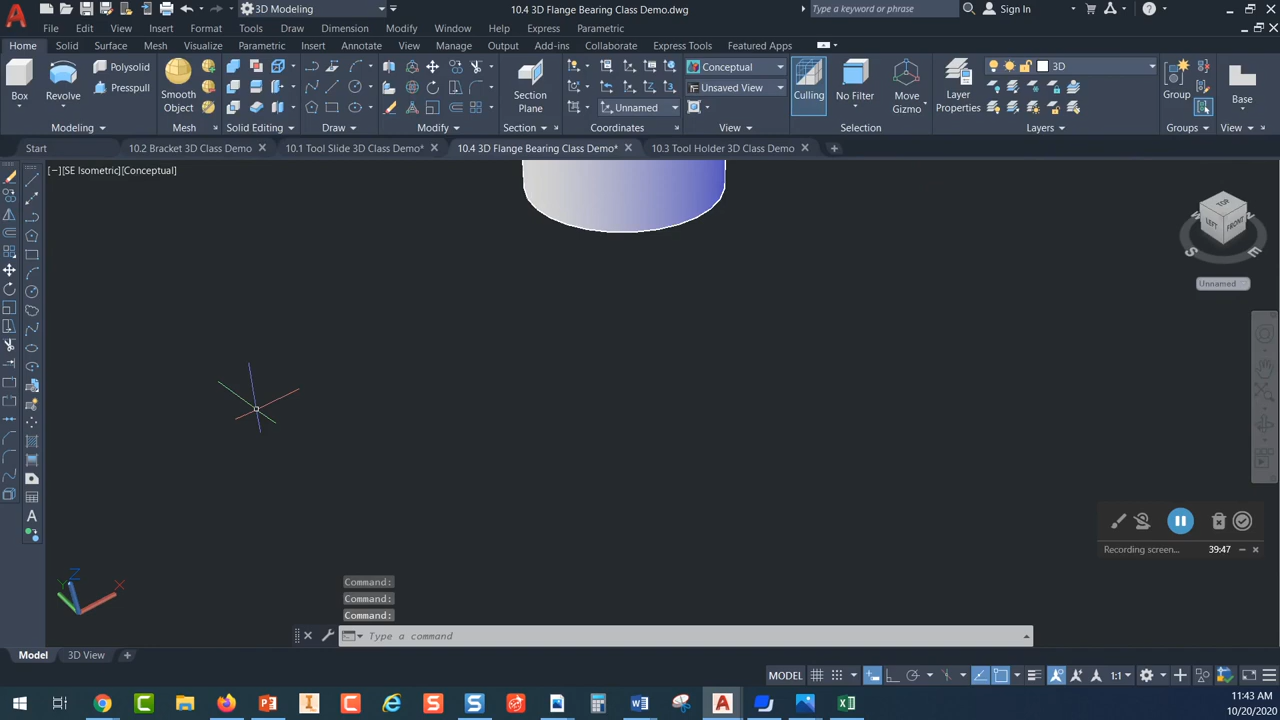 3D Modeling
10.4 3D Flange Bearing Class Demo.dwg
Type a keyword or phrase
Sign In
File Edit View Insert Format Tools Draw Dimension Modify Window Help Express Parametric
Home Solid Surface Mesh Visualize Parametric Insert Annotate View Manage Output Add-ins Collaborate Express Tools Featured Apps
Box
Revolve
Polysolid
Presspull
Smooth
Object
Section
Plane
Unnamed
Conceptual
Unsaved View
Culling
No Filter
Move
Gizmo
Layer
Properties
3D
Group
Base
Modeling Mesh Solid Editing Draw Modify Section Coordinates View Selection Layers Groups View
Start 10.2 Bracket 3D Class Demo 10.1 Tool Slide 3D Class Demo* 10.4 3D Flange Bearing Class Demo* 10.3 Tool Holder 3D Class Demo
[−][SE Isometric][Conceptual]
TOP
LEFT
FRONT
N
W
S
E
Unnamed
Recording screen... 39:47
Z
Y
X
Command:
Command:
Command:
Type a command
Model 3D View
MODEL
1:1
11:43 AM
10/20/2020